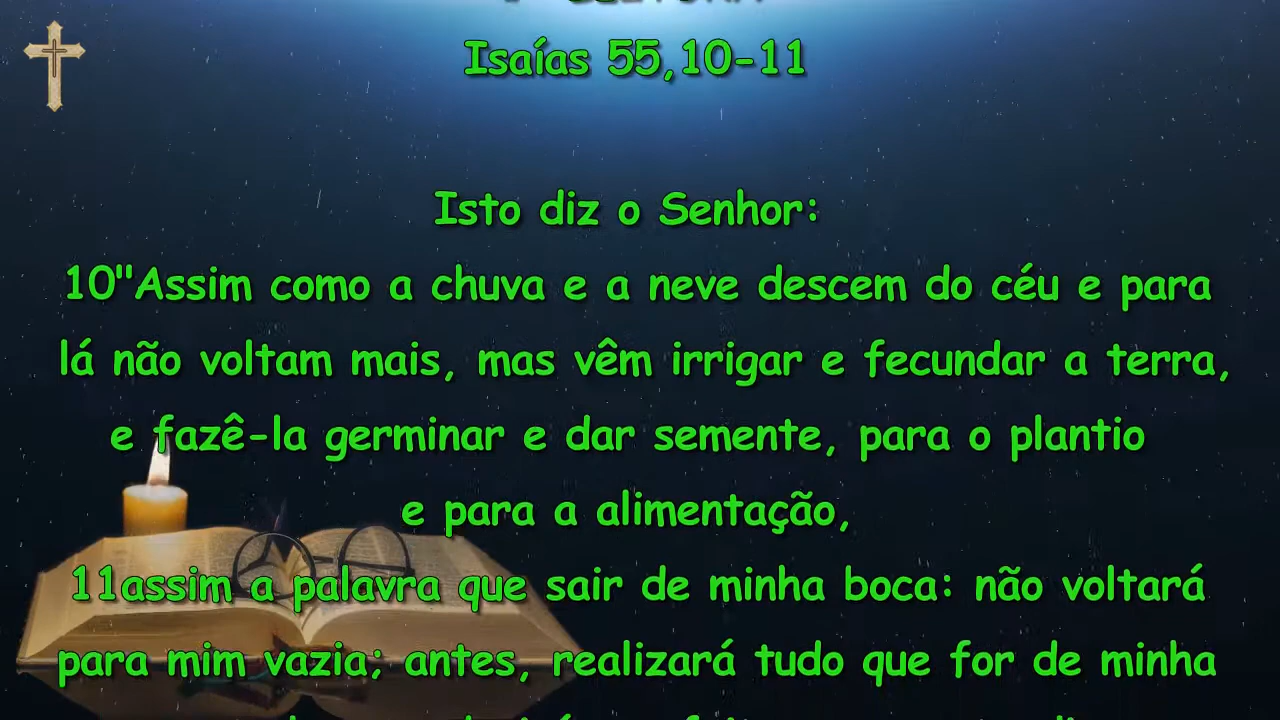 Isaías 55,10-11
Isto diz o Senhor:
10"Assim como a chuva e a neve descem do céu e para
lá não voltam mais, mas vêm irrigar e fecundar a terra,
e fazê-la germinar e dar semente, para o plantio
e para a alimentação,
11assim a palavra que sair de minha boca: não voltará
para mim vazia; antes, realizará tudo que for de minha